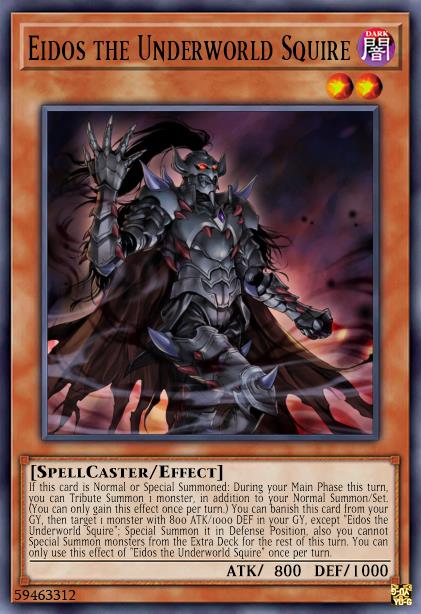 Eidos the Underworld Squire
DARK
闇
[SpellCaster/Effect]
If this card is Normal or Special Summoned: During your Main Phase this turn,
you can Tribute Summon 1 monster, in addition to your Normal Summon/Set.
(You can only gain this effect once per turn.) You can banish this card from your
GY, then target 1 monster with 800 ATK/1000 DEF in your GY, except "Eidos the
Underworld Squire"; Special Summon it in Defense Position, also you cannot
Special Summon monsters from the Extra Deck for the rest of this turn. You can
only use this effect of "Eidos the Underworld Squire" once per turn.
ATK/ 800 DEF/1000
59463312